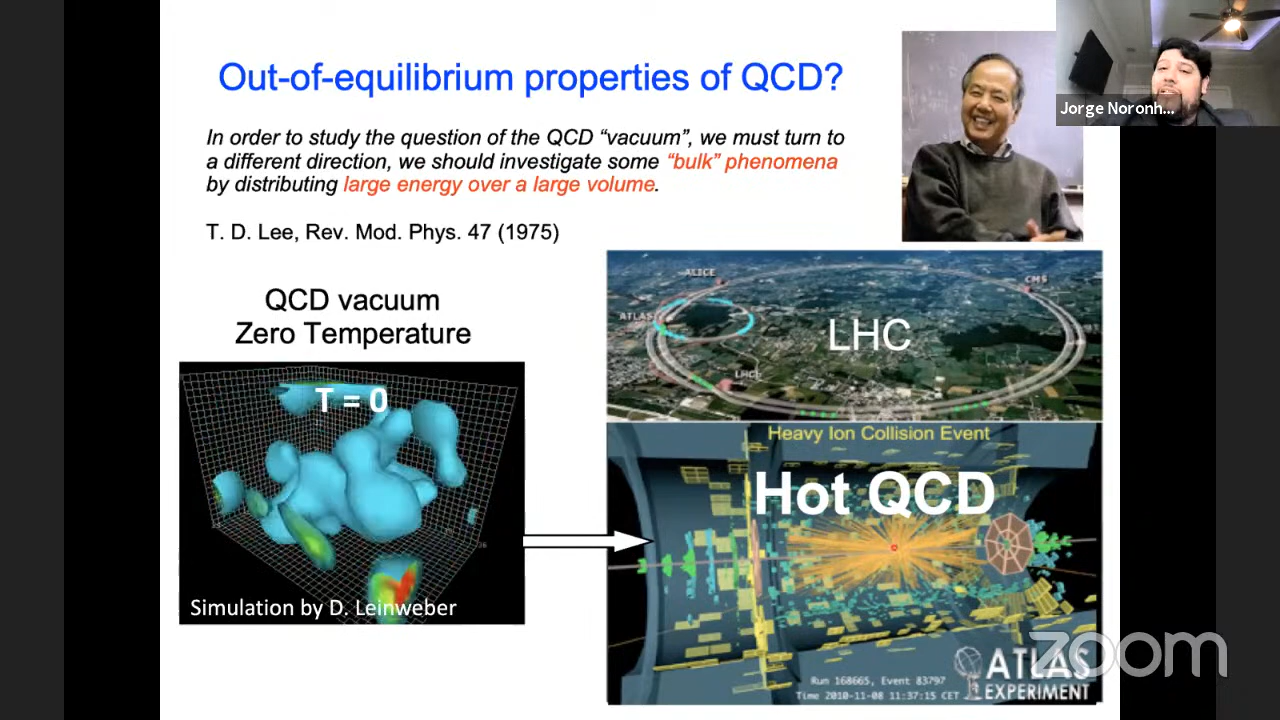 Out-of-equilibrium properties of QCD?
Jorge Noronh...
In order to study the question of the QCD “vacuum”, we must turn to
a different direction, we should investigate some “bulk” phenomena
by distributing large energy over a large volume.
T. D. Lee, Rev. Mod. Phys. 47 (1975)
QCD vacuum
Zero Temperature
T = 0
Simulation by D. Leinweber
ALICE
CMS
ATLAS
LHC
Heavy Ion Collision Event
Hot QCD
ATLAS
EXPERIMENT
Run 168665, Event 83797
Time 2010-11-08 11:37:15 CET
zoom